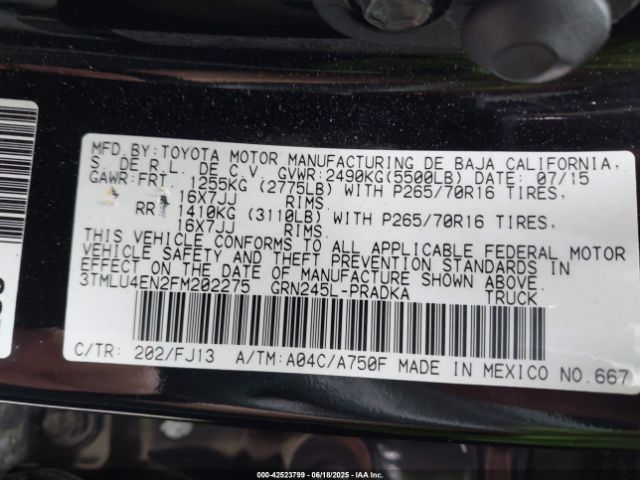 MFD. BY: TOYOTA MOTOR MANUFACTURING DE BAJA CALIFORNIA,
S. DE R.L. DE C.V. GVWR: 2490KG(5500LB) DATE: 07/15
GAWR: FRT 1255KG (2775LB) WITH P265/70R16 TIRES,
16X7JJ RIMS.
RR 1410KG (3110LB) WITH P265/70R16 TIRES,
16X7JJ RIMS.
THIS VEHICLE CONFORMS TO ALL APPLICABLE FEDERAL MOTOR
VEHICLE SAFETY AND THEFT PREVENTION STANDARDS IN
EFFECT ON THE DATE OF MANUFACTURE SHOWN ABOVE.
3TMLU4EN2FM202275 GRN245L-PRADKA TRUCK
C/TR: 202/FJ13 A/TM: A04C/A750F MADE IN MEXICO NO.667
000-42523799 06/18/2025 IAAI.CA